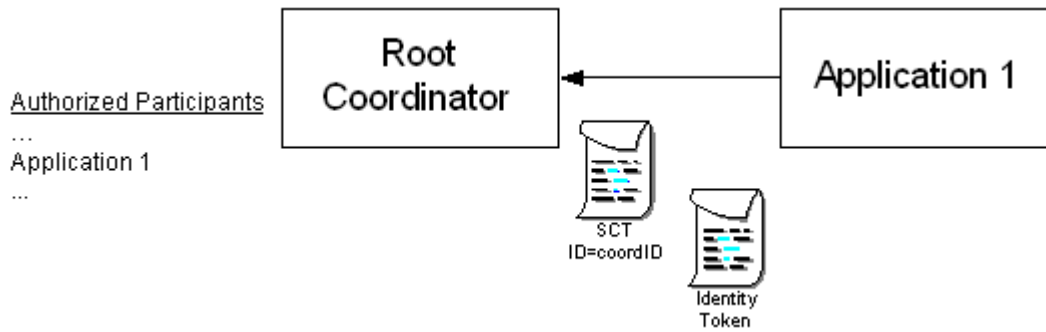 Root
Coordinator
Application 1
Authorized Participants
...
Application 1
...
SCT
ID=coordID
Identity
Token